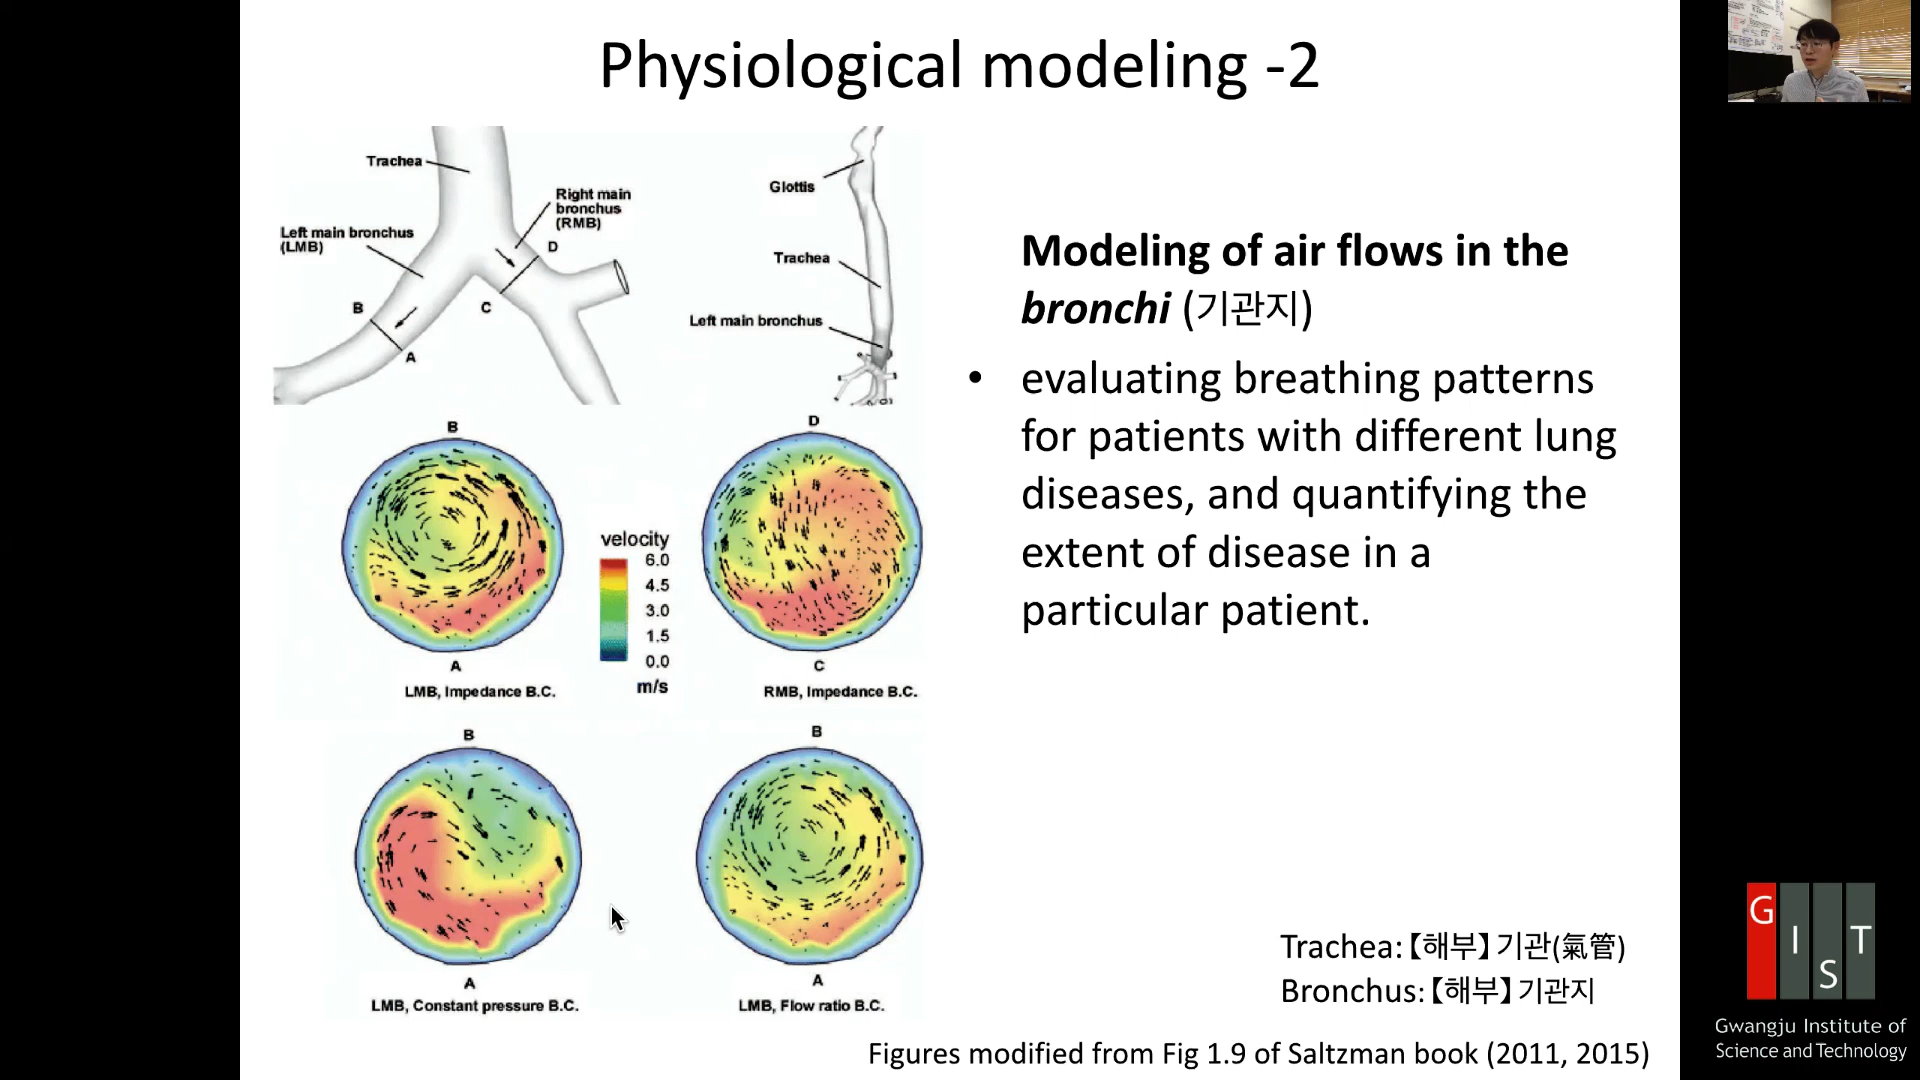 Physiological modeling -2
Trachea
Right main
bronchus
(RMB)
Left main bronchus
(LMB)
D
B
C
A
Glottis
Trachea
Left main bronchus
Modeling of air flows in the
bronchi (기관지)
• evaluating breathing patterns
for patients with different lung
diseases, and quantifying the
extent of disease in a
particular patient.
B
A
LMB, Impedance B.C.
velocity
6.0
4.5
3.0
1.5
0.0
m/s
D
C
RMB, Impedance B.C.
B
A
LMB, Constant pressure B.C.
B
A
LMB, Flow ratio B.C.
Trachea:【해부】기관(氣管)
Bronchus:【해부】기관지
Figures modified from Fig 1.9 of Saltzman book (2011, 2015)
GIST
Gwangju Institute of
Science and Technology